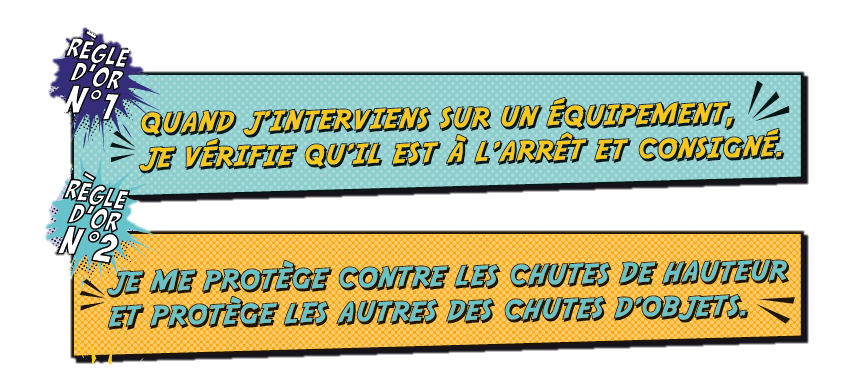 RÈGLE
D'OR
N°1
QUAND J'INTERVIENS SUR UN ÉQUIPEMENT,
JE VÉRIFIE QU'IL EST À L'ARRÊT ET CONSIGNÉ.
RÈGLE
D'OR
N°2
JE ME PROTÈGE CONTRE LES CHUTES DE HAUTEUR
ET PROTÈGE LES AUTRES DES CHUTES D'OBJETS.